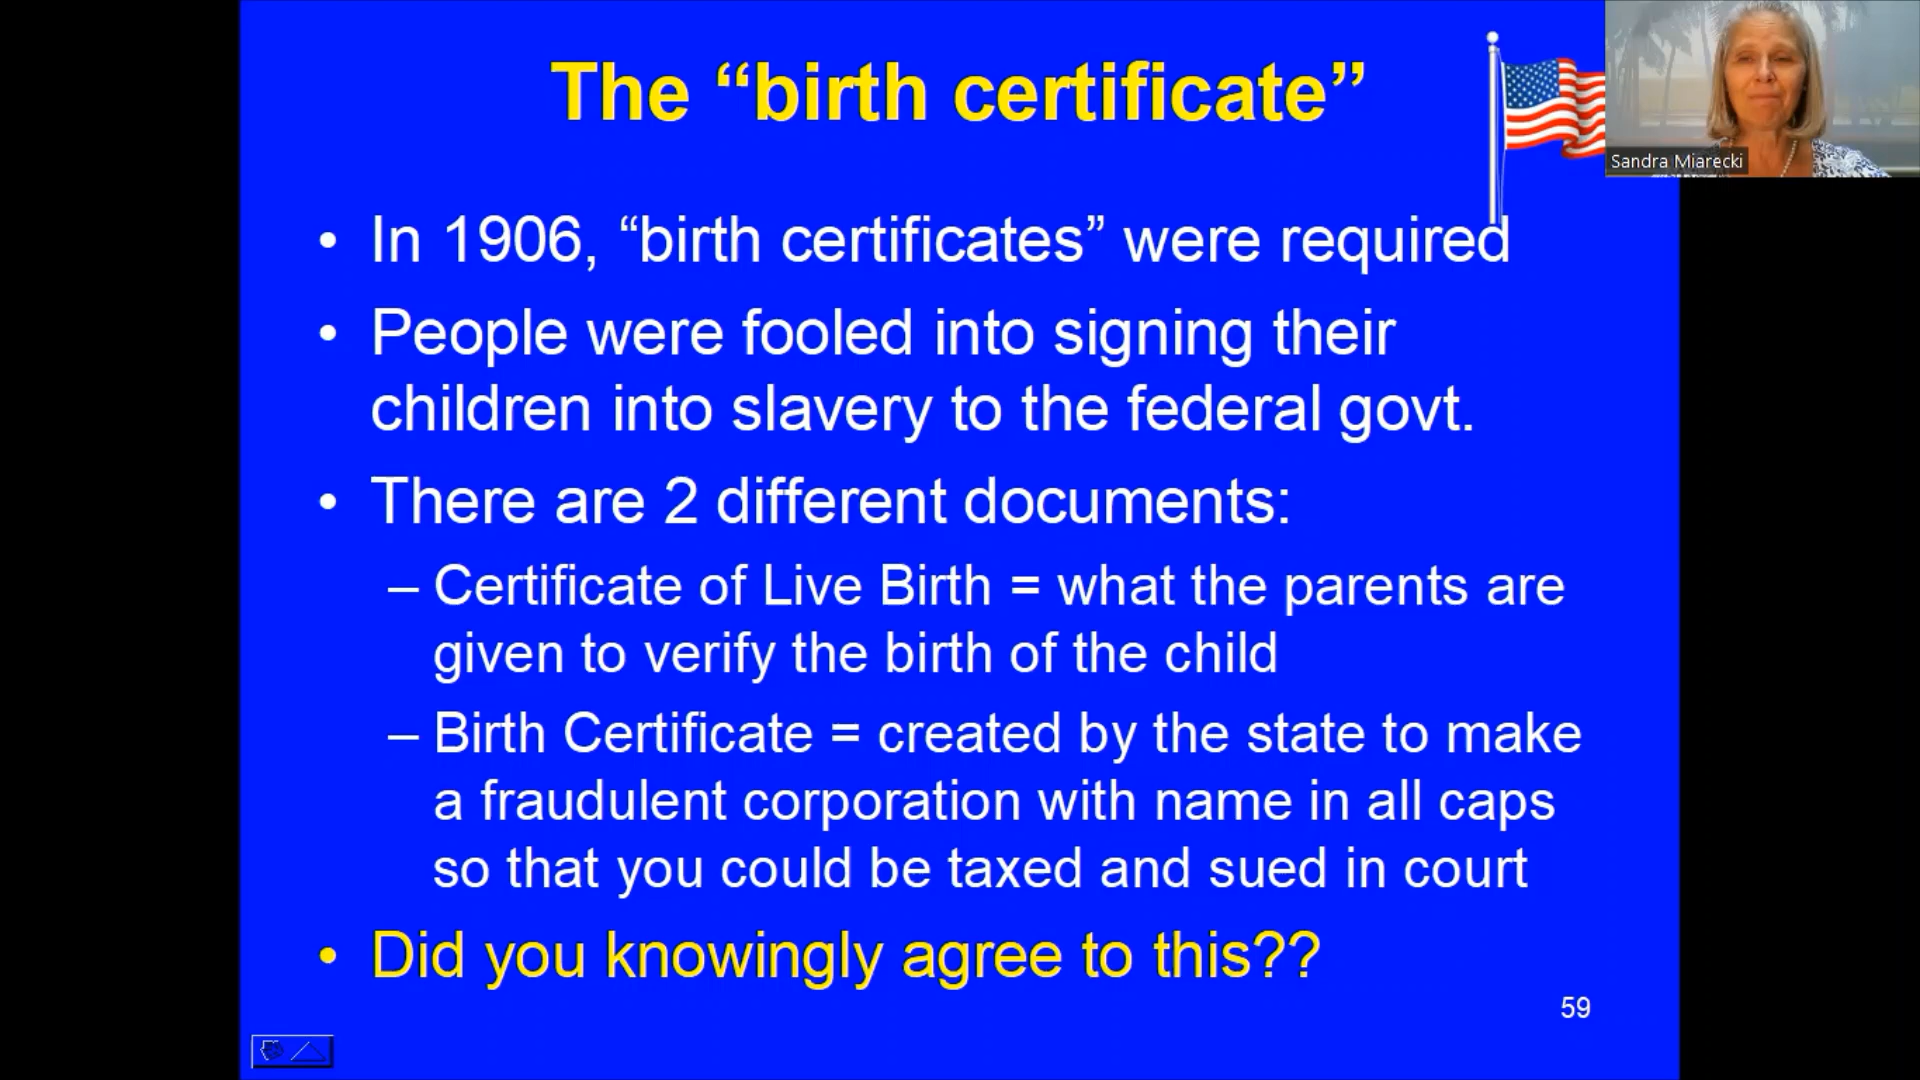 The “birth certificate”
Sandra Miarecki
• In 1906, “birth certificates” were required
• People were fooled into signing their
children into slavery to the federal govt.
• There are 2 different documents:
– Certificate of Live Birth = what the parents are
given to verify the birth of the child
– Birth Certificate = created by the state to make
a fraudulent corporation with name in all caps
so that you could be taxed and sued in court
• Did you knowingly agree to this??
59